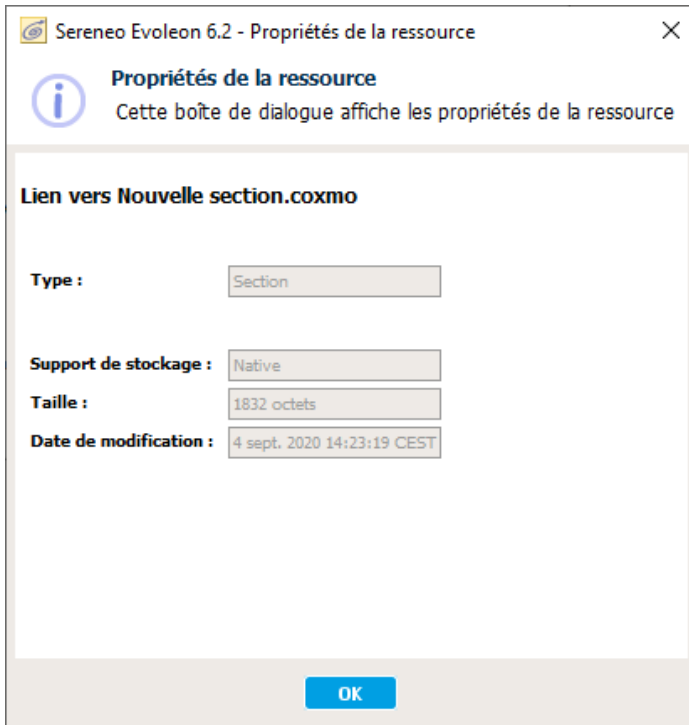 Sereneo Evoleon 6.2 - Propriétés de la ressource
Propriétés de la ressource
Cette boîte de dialogue affiche les propriétés de la ressource
Lien vers Nouvelle section.coxmo
Type : Section
Support de stockage : Native
Taille : 1832 octets
Date de modification : 4 sept. 2020 14:23:19 CEST
OK